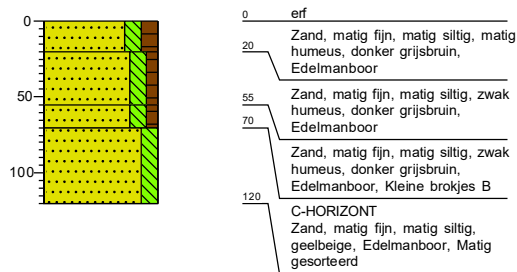 0
50
100
0
erf
Zand, matig fijn, matig siltig, matig
humeus, donker grijsbruin,
Edelmanboor
20
Zand, matig fijn, matig siltig, zwak
humeus, donker grijsbruin,
Edelmanboor
55
Zand, matig fijn, matig siltig, zwak
humeus, donker grijsbruin,
Edelmanboor, Kleine brokjes B
70
C-HORIZONT
Zand, matig fijn, matig siltig,
geelbeige, Edelmanboor, Matig
gesorteerd
120